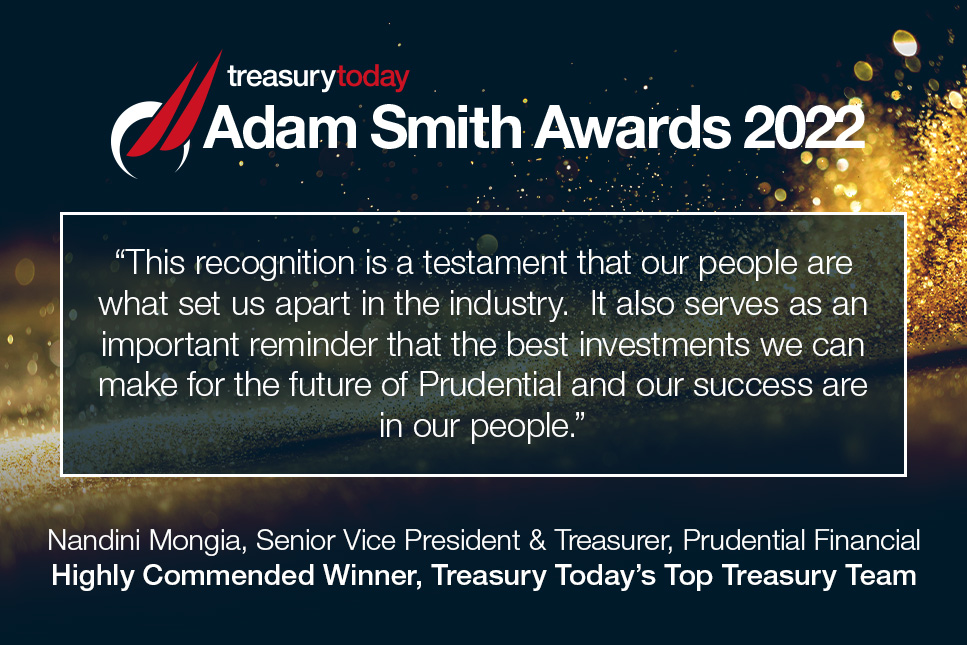 treasurytoday
Adam Smith Awards 2022
“This recognition is a testament that our people are
what set us apart in the industry.  It also serves as an
important reminder that the best investments we can
make for the future of Prudential and our success are
in our people.”
Nandini Mongia, Senior Vice President & Treasurer, Prudential Financial
Highly Commended Winner, Treasury Today’s Top Treasury Team